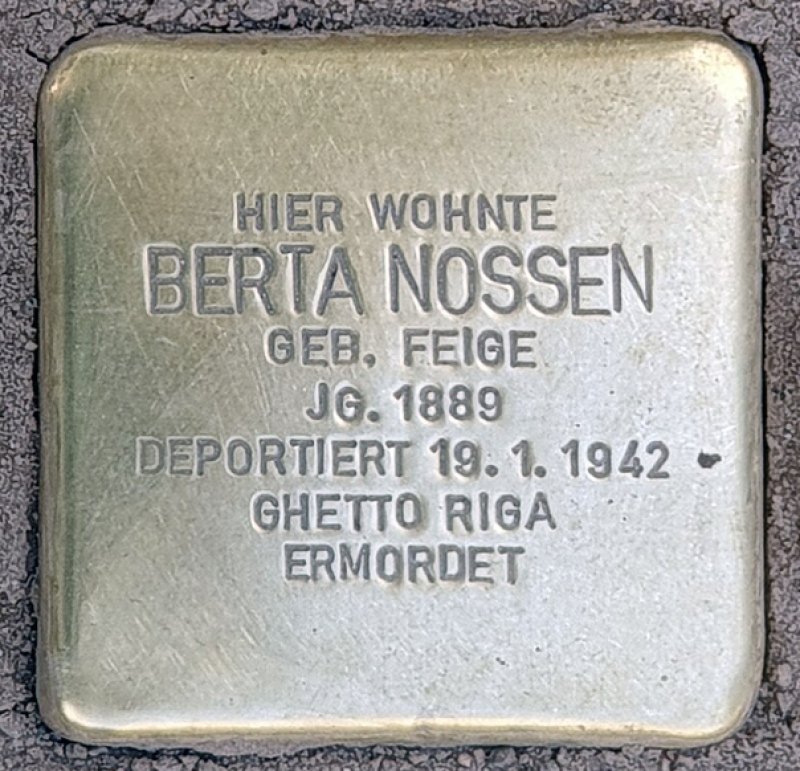 HIER WOHNTE
BERTA NOSSEN
GEB. FEIGE
JG. 1889
DEPORTIERT 19.1.1942
GHETTO RIGA
ERMORDET